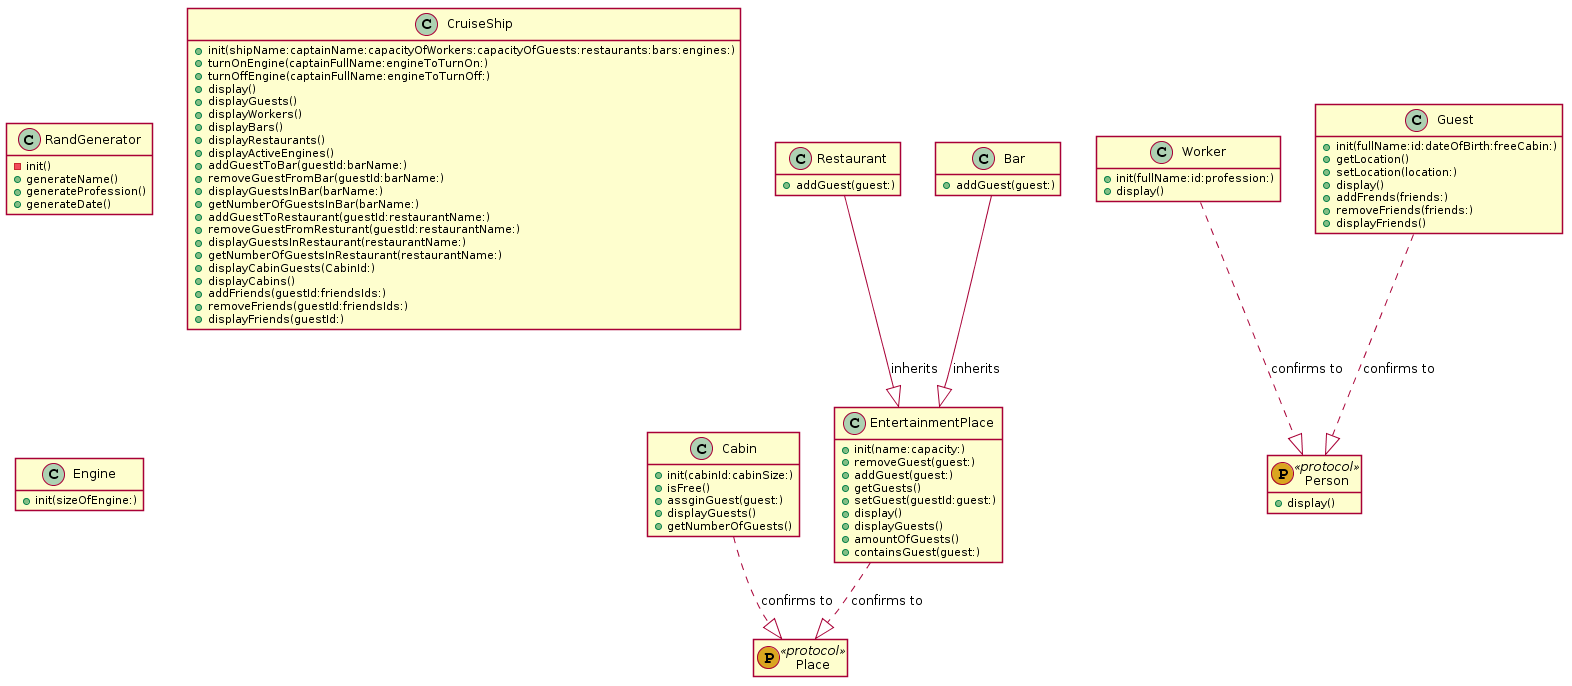 C RandGenerator
init()
generateName()
generateProfession()
generateDate()
C CruiseShip
init(shipName:captainName:capacityOfWorkers:capacityOfGuests:restaurants:bars:engines:)
turnOnEngine(captainFullName:engineToTurnOn:)
turnOffEngine(captainFullName:engineToTurnOff:)
display()
displayGuests()
displayWorkers()
displayBars()
displayRestaurants()
displayActiveEngines()
addGuestToBar(guestId:barName:)
removeGuestFromBar(guestId:barName:)
displayGuestsInBar(barName:)
getNumberOfGuestsInBar(barName:)
addGuestToRestaurant(guestId:restaurantName:)
removeGuestFromResturant(guestId:restaurantName:)
displayGuestsInRestaurant(restaurantName:)
getNumberOfGuestsInRestaurant(restaurantName:)
displayCabinGuests(CabinId:)
displayCabins()
addFriends(guestId:friendsIds:)
removeFriends(guestId:friendsIds:)
displayFriends(guestId:)
C Restaurant
addGuest(guest:)
C Bar
addGuest(guest:)
C Worker
init(fullName:id:profession:)
display()
C Guest
init(fullName:id:dateOfBirth:freeCabin:)
getLocation()
setLocation(location:)
display()
addFrends(friends:)
removeFriends(friends:)
displayFriends()
inherits
inherits
confirms to
confirms to
C Engine
init(sizeOfEngine:)
C Cabin
init(cabinId:cabinSize:)
isFree()
assginGuest(guest:)
displayGuests()
getNumberOfGuests()
C EntertainmentPlace
init(name:capacity:)
removeGuest(guest:)
addGuest(guest:)
getGuests()
setGuest(guestId:guest:)
display()
displayGuests()
amountOfGuests()
containsGuest(guest:)
P «protocol»
Person
display()
confirms to
confirms to
P «protocol»
Place